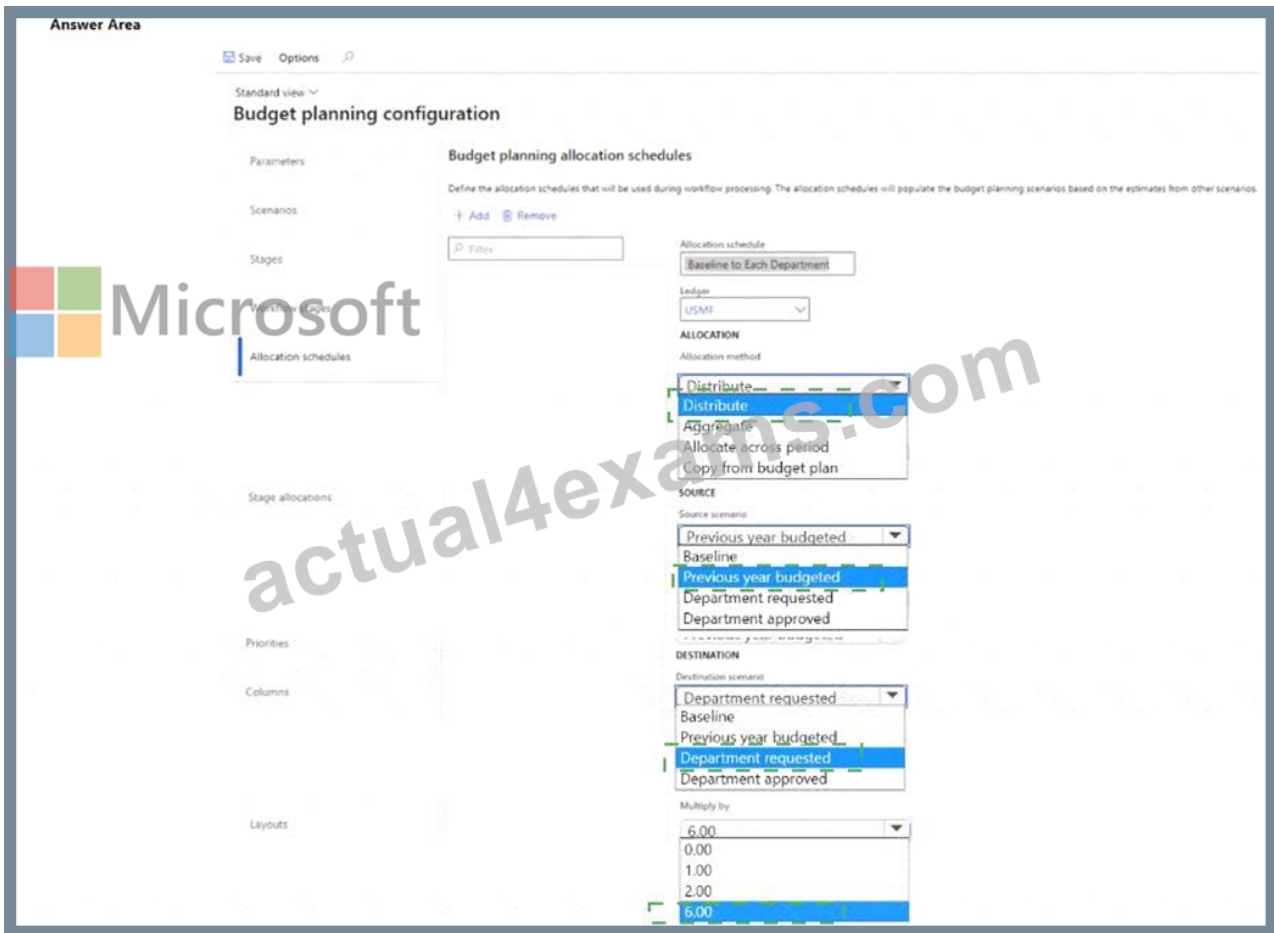 Answer Area
Save Options
Standard view
Budget planning configuration
Parameters
Scenarios
Stages
Workflow stages
Allocation schedules
Stage allocations
Priorities
Columns
Layouts
Budget planning allocation schedules
Define the allocation schedules that will be used during workflow processing. The allocation schedules will populate the budget planning scenarios based on the estimates from other scenarios.
+ Add Remove
Filter
Allocation schedule
Baseline to Each Department
Ledger
USMF
ALLOCATION
Allocation method
Distribute
Distribute
Aggregate
Allocate across period
Copy from budget plan
SOURCE
Source scenario
Previous year budgeted
Baseline
Previous year budgeted
Department requested
Department approved
Previous year budgeted
DESTINATION
Destination scenario
Department requested
Baseline
Previous year budgeted
Department requested
Department approved
Multiply by
6.00
0.00
1.00
2.00
6.00
Microsoft
actual4exams.com